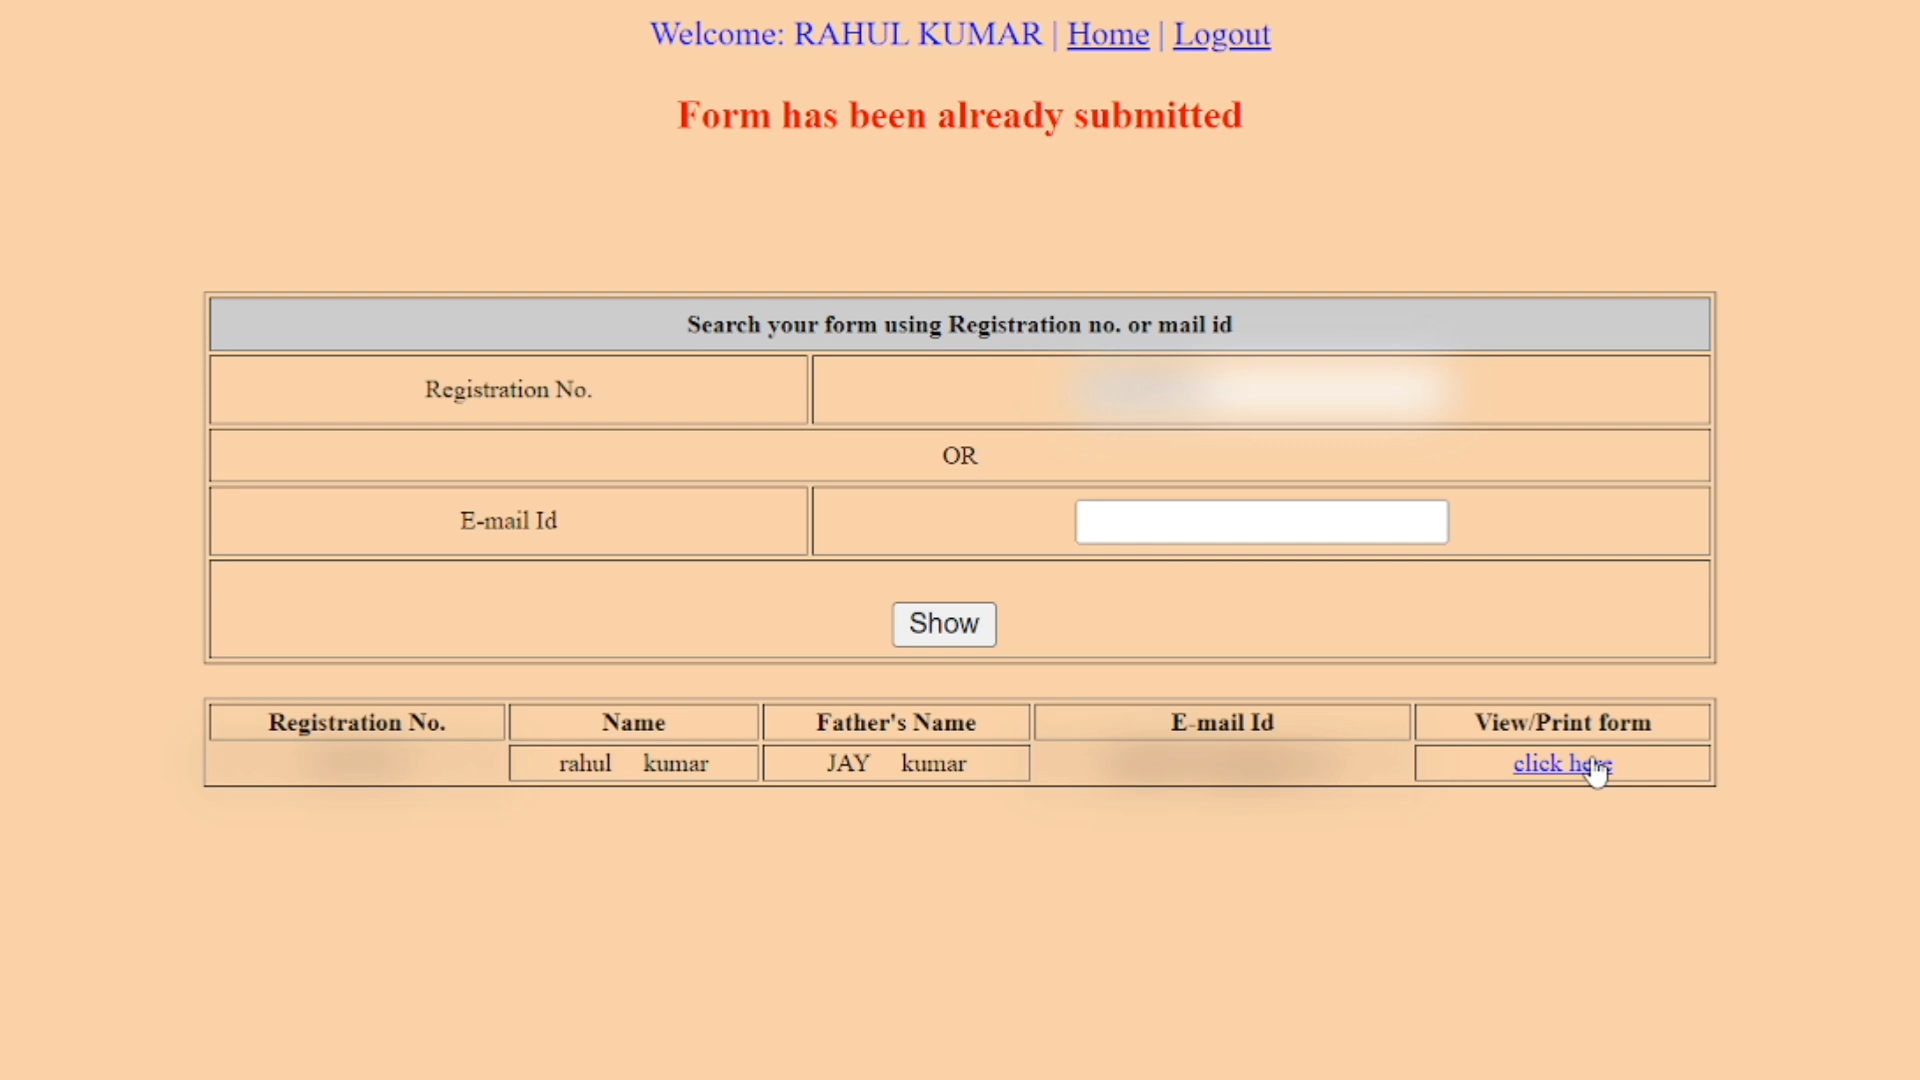 Welcome: RAHUL KUMAR | Home | Logout
Form has been already submitted
Search your form using Registration no. or mail id
Registration No.
OR
E-mail Id
Show
Registration No. Name Father's Name E-mail Id View/Print form
rahul kumar JAY kumar click here